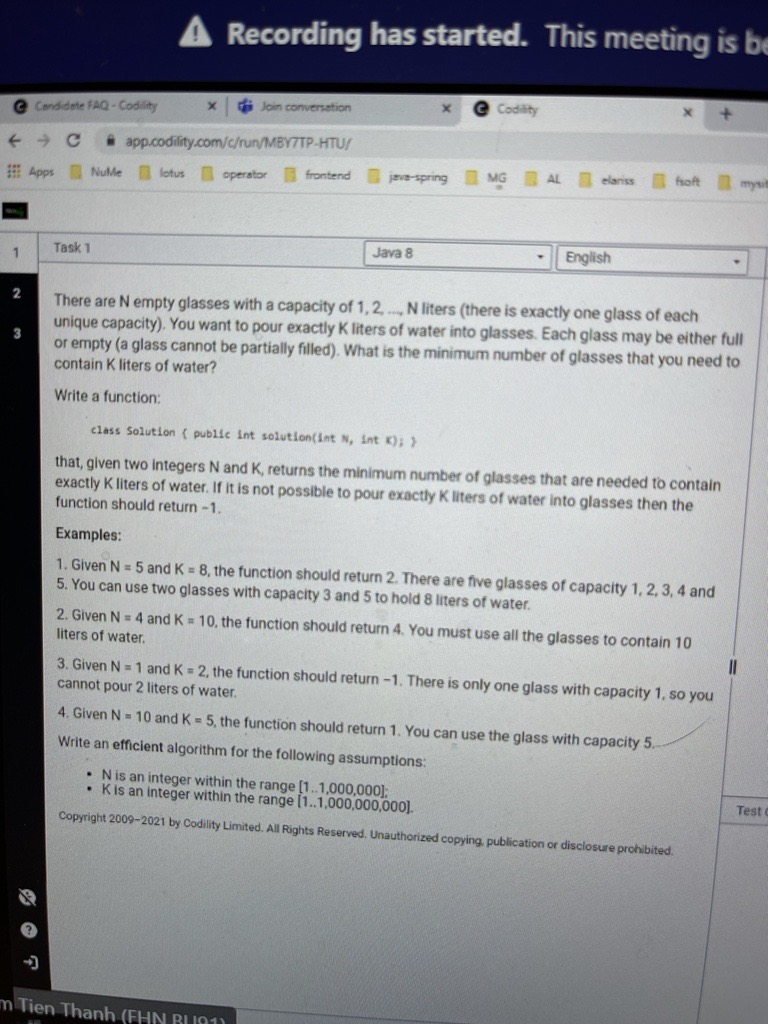 Recording has started. This meeting is be
Candidate FAQ - Codility
Join conversation
Codility
app.codility.com/c/run/MBY7TP-HTU/
Apps NuMe lotus operator frontend java-spring MG AL elariss fsoft mysit
1
Task 1
Java 8
English
2
3
There are N empty glasses with a capacity of 1, 2, ..., N liters (there is exactly one glass of each
unique capacity). You want to pour exactly K liters of water into glasses. Each glass may be either full
or empty (a glass cannot be partially filled). What is the minimum number of glasses that you need to
contain K liters of water?
Write a function:
class Solution { public int solution(int N, int K); }
that, given two integers N and K, returns the minimum number of glasses that are needed to contain
exactly K liters of water. If it is not possible to pour exactly K liters of water into glasses then the
function should return -1.
Examples:
1. Given N = 5 and K = 8, the function should return 2. There are five glasses of capacity 1, 2, 3, 4 and
5. You can use two glasses with capacity 3 and 5 to hold 8 liters of water.
2. Given N = 4 and K = 10, the function should return 4. You must use all the glasses to contain 10
liters of water.
3. Given N = 1 and K = 2, the function should return -1. There is only one glass with capacity 1, so you
cannot pour 2 liters of water.
4. Given N = 10 and K = 5, the function should return 1. You can use the glass with capacity 5.
Write an efficient algorithm for the following assumptions:
• N is an integer within the range [1..1,000,000];
• K is an integer within the range [1..1,000,000,000].
Copyright 2009–2021 by Codility Limited. All Rights Reserved. Unauthorized copying, publication or disclosure prohibited.
Test
m Tien Thanh (FHN.BU91)